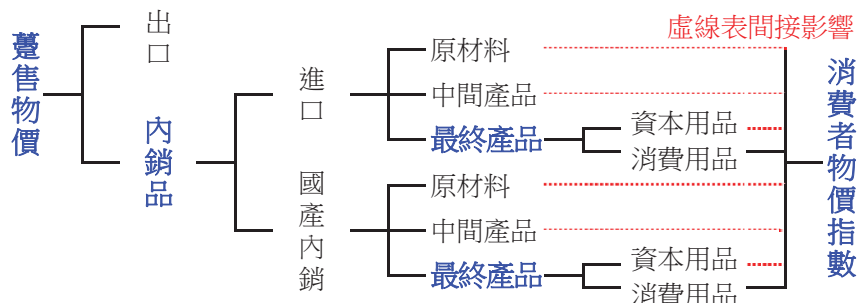 虛線表間接影響
躉售物價
出口
內銷品
進口
原材料
中間產品
最終產品
資本用品
消費用品
國產內銷
原材料
中間產品
最終產品
資本用品
消費用品
消費者物價指數